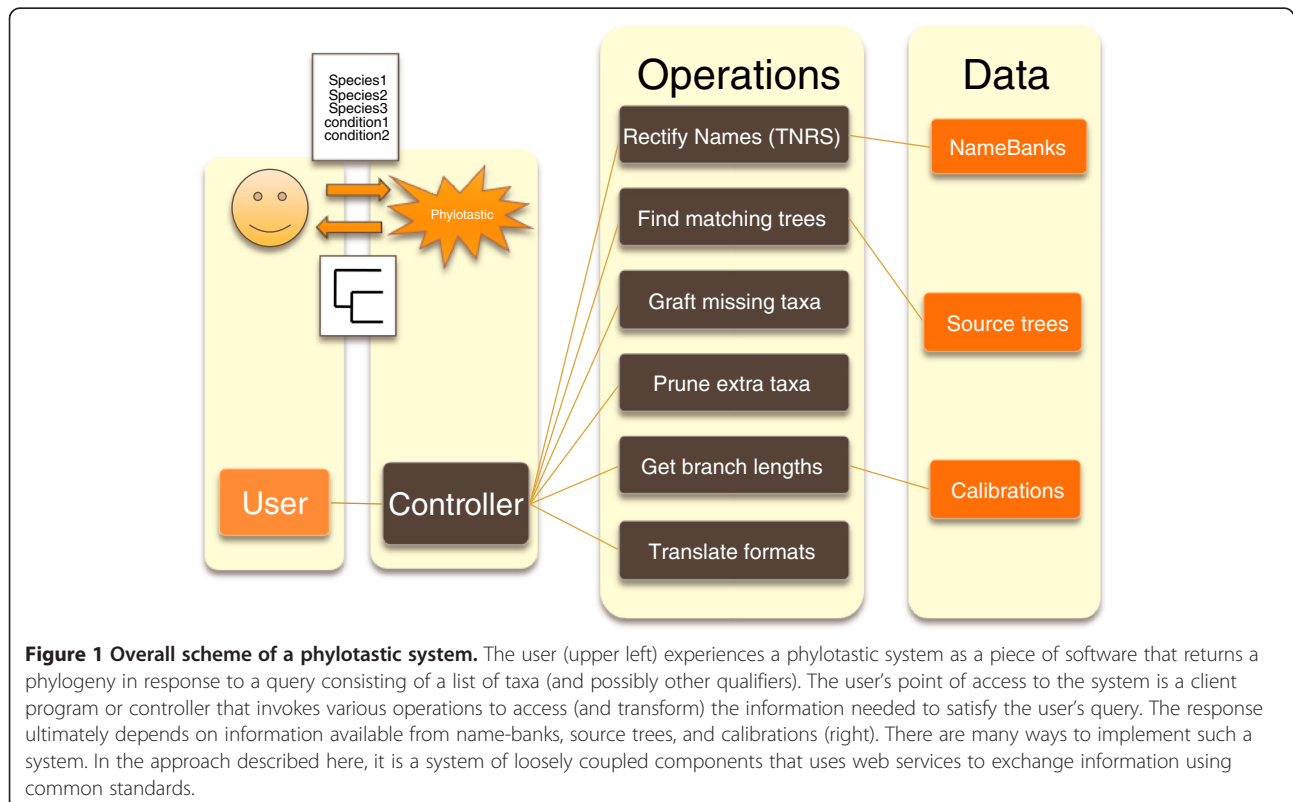 Species1
Species2
Species3
condition1
condition2
Phylotastic
User
Controller
Operations
Rectify Names (TNRS)
Find matching trees
Graft missing taxa
Prune extra taxa
Get branch lengths
Translate formats
Data
NameBanks
Source trees
Calibrations
Figure 1 Overall scheme of a phylotastic system. The user (upper left) experiences a phylotastic system as a piece of software that returns a
phylogeny in response to a query consisting of a list of taxa (and possibly other qualifiers). The user's point of access to the system is a client
program or controller that invokes various operations to access (and transform) the information needed to satisfy the user's query. The response
ultimately depends on information available from name-banks, source trees, and calibrations (right). There are many ways to implement such a
system. In the approach described here, it is a system of loosely coupled components that uses web services to exchange information using
common standards.